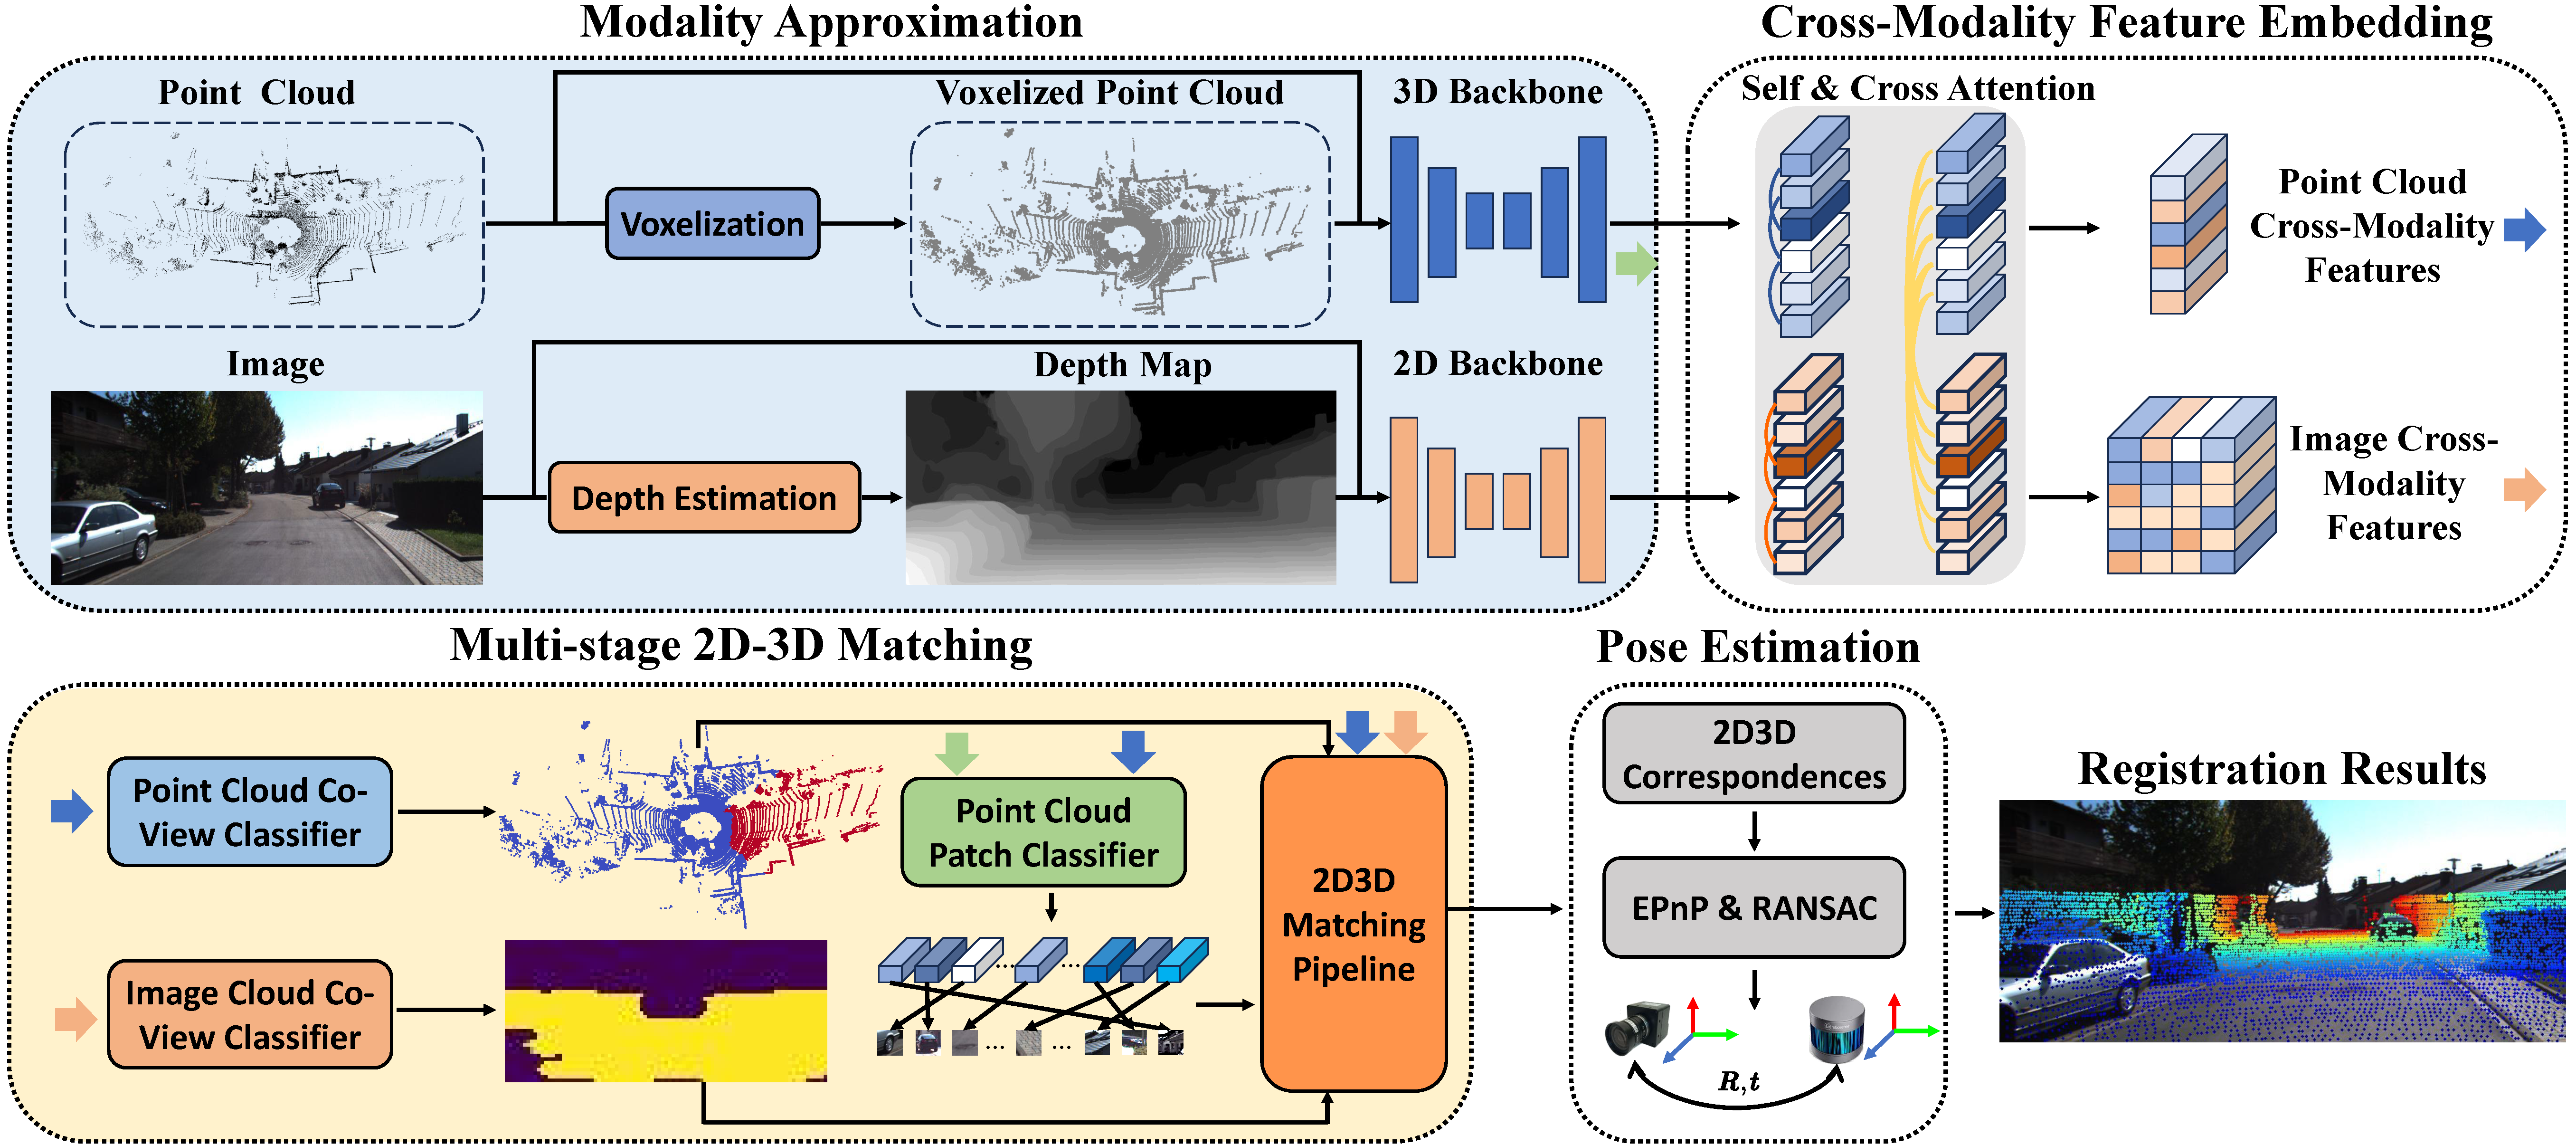 Modality Approximation
Cross-Modality Feature Embedding
Point Cloud
Voxelized Point Cloud
3D Backbone
Self & Cross Attention
Voxelization
Point Cloud
Cross-Modality
Features
Image
Depth Map
2D Backbone
Depth Estimation
Image Cross-
Modality
Features
Multi-stage 2D-3D Matching
Pose Estimation
Point Cloud Co-
View Classifier
Point Cloud
Patch Classifier
Image Cloud Co-
View Classifier
...
...
...
...
2D3D
Matching
Pipeline
2D3D
Correspondences
EPnP & RANSAC
R, t
Registration Results